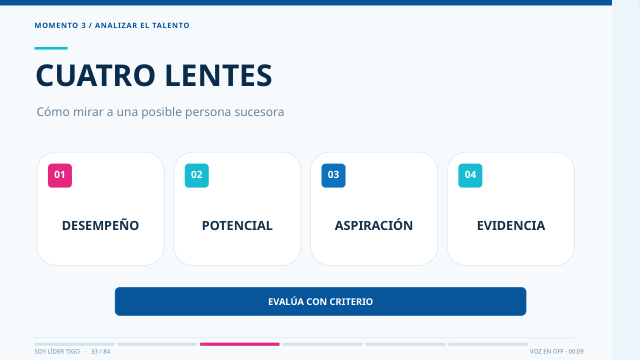 MOMENTO 3 / ANALIZAR EL TALENTO
CUATRO LENTES
Cómo mirar a una posible persona sucesora
01
02
03
04
DESEMPEÑO
POTENCIAL
ASPIRACIÓN
EVIDENCIA
EVALÚA CON CRITERIO
SOY LÍDER TIGO · 33 / 84
VOZ EN OFF · 00:09